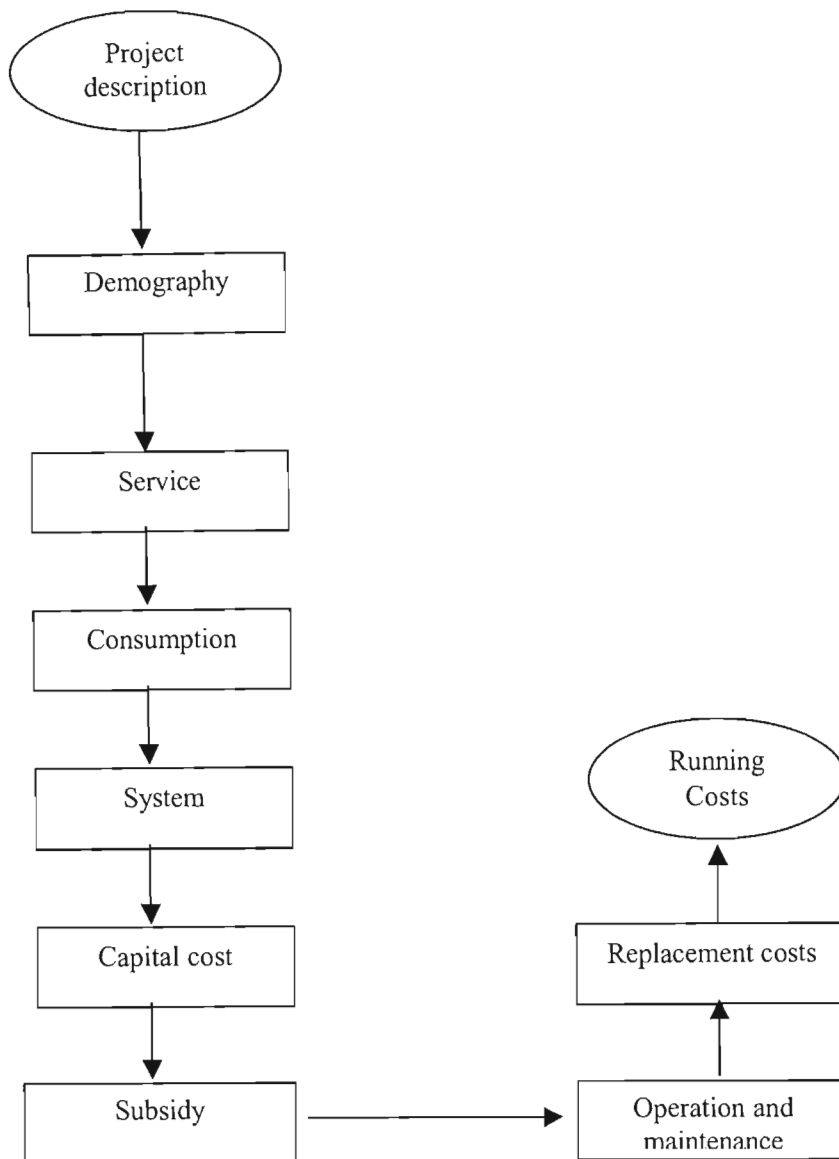 Project
description
Demography
Service
Consumption
System
Capital cost
Subsidy
Operation and
maintenance
Replacement costs
Running
Costs